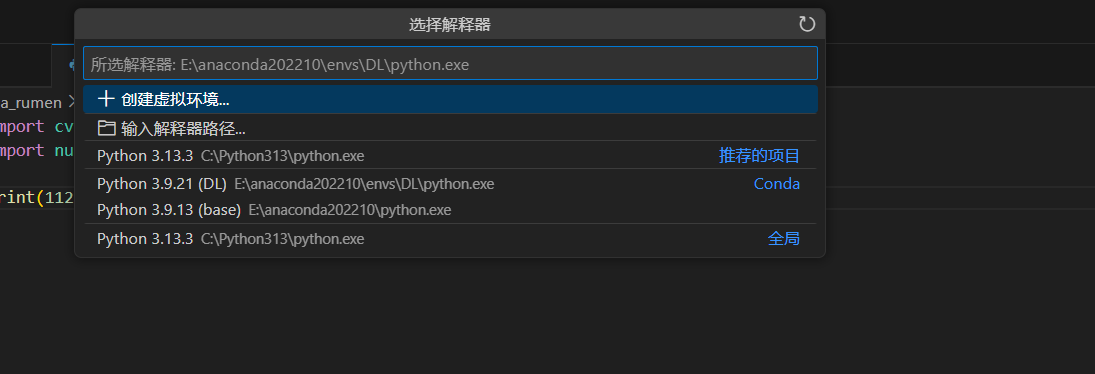 选择解释器
所选解释器: E:\anaconda202210\envs\DL\python.exe
创建虚拟环境...
a_rumen
mport cv
输入解释器路径...
mport nu
Python 3.13.3 C:\Python313\python.exe 推荐的项目
Python 3.9.21 (DL) E:\anaconda202210\envs\DL\python.exe Conda
rint(112
Python 3.9.13 (base) E:\anaconda202210\python.exe
Python 3.13.3 C:\Python313\python.exe 全局